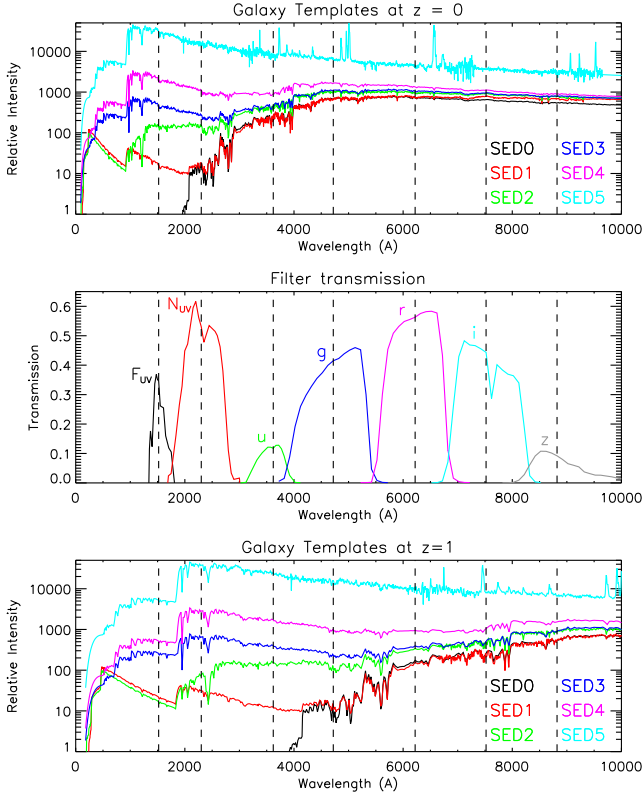 Galaxy Templates at z = 0
Relative Intensity
10000
1000
100
10
1
SED0 SED3
SED1 SED4
SED2 SED5
0 2000 4000 6000 8000 10000
Wavelength (A)
Filter transmission
Transmission
0.6
0.5
0.4
0.3
0.2
0.1
0.0
FUV
NUV
u
g
r
i
z
0 2000 4000 6000 8000 10000
Wavelength (A)
Galaxy Templates at z=1
Relative Intensity
10000
1000
100
10
1
SED0 SED3
SED1 SED4
SED2 SED5
0 2000 4000 6000 8000 10000
Wavelength (A)